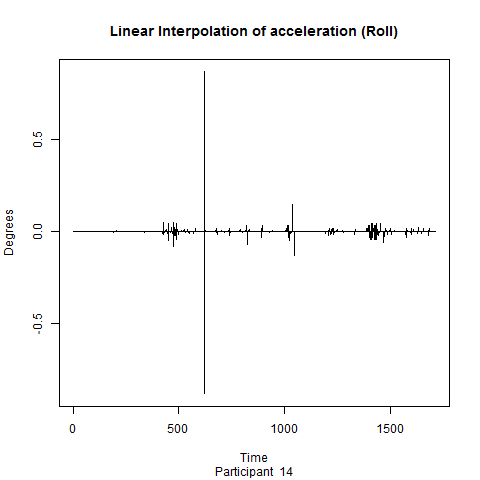 Linear Interpolation of acceleration (Roll)
Degrees
0.5
0.0
-0.5
0 500 1000 1500
Time
Participant 14